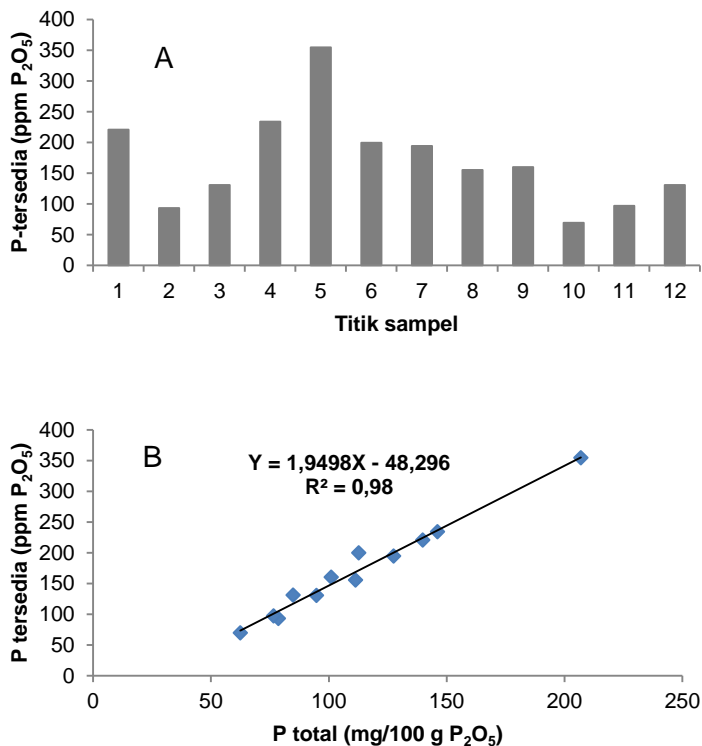 A
P-tersedia (ppm P₂O₅)
400
350
300
250
200
150
100
50
0
1 2 3 4 5 6 7 8 9 10 11 12
Titik sampel
B
Y = 1,9498X - 48,296
R² = 0,98
P tersedia (ppm P₂O₅)
400
350
300
250
200
150
100
50
0
0 50 100 150 200 250
P total (mg/100 g P₂O₅)